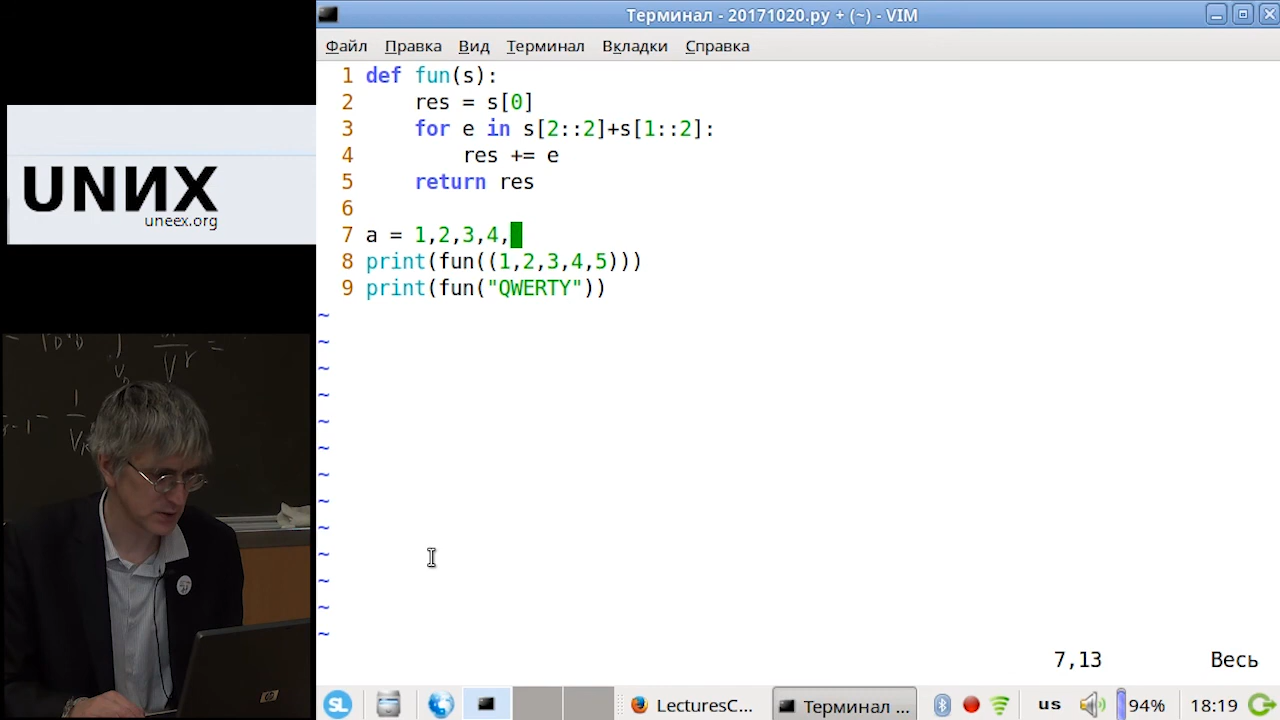 Терминал - 20171020.py + (~) - VIM
Файл Правка Вид Терминал Вкладки Справка
UNИX
uneex.org
1 def fun(s):
2     res = s[0]
3     for e in s[2::2]+s[1::2]:
4         res += e
5     return res
6
7 a = 1,2,3,4,
8 print(fun((1,2,3,4,5)))
9 print(fun("QWERTY"))
~
~
~
~
~
~
~
~
~
~
~
~
~
7,13 Весь
SL LecturesC... Терминал ... us 94% 18:19
hp